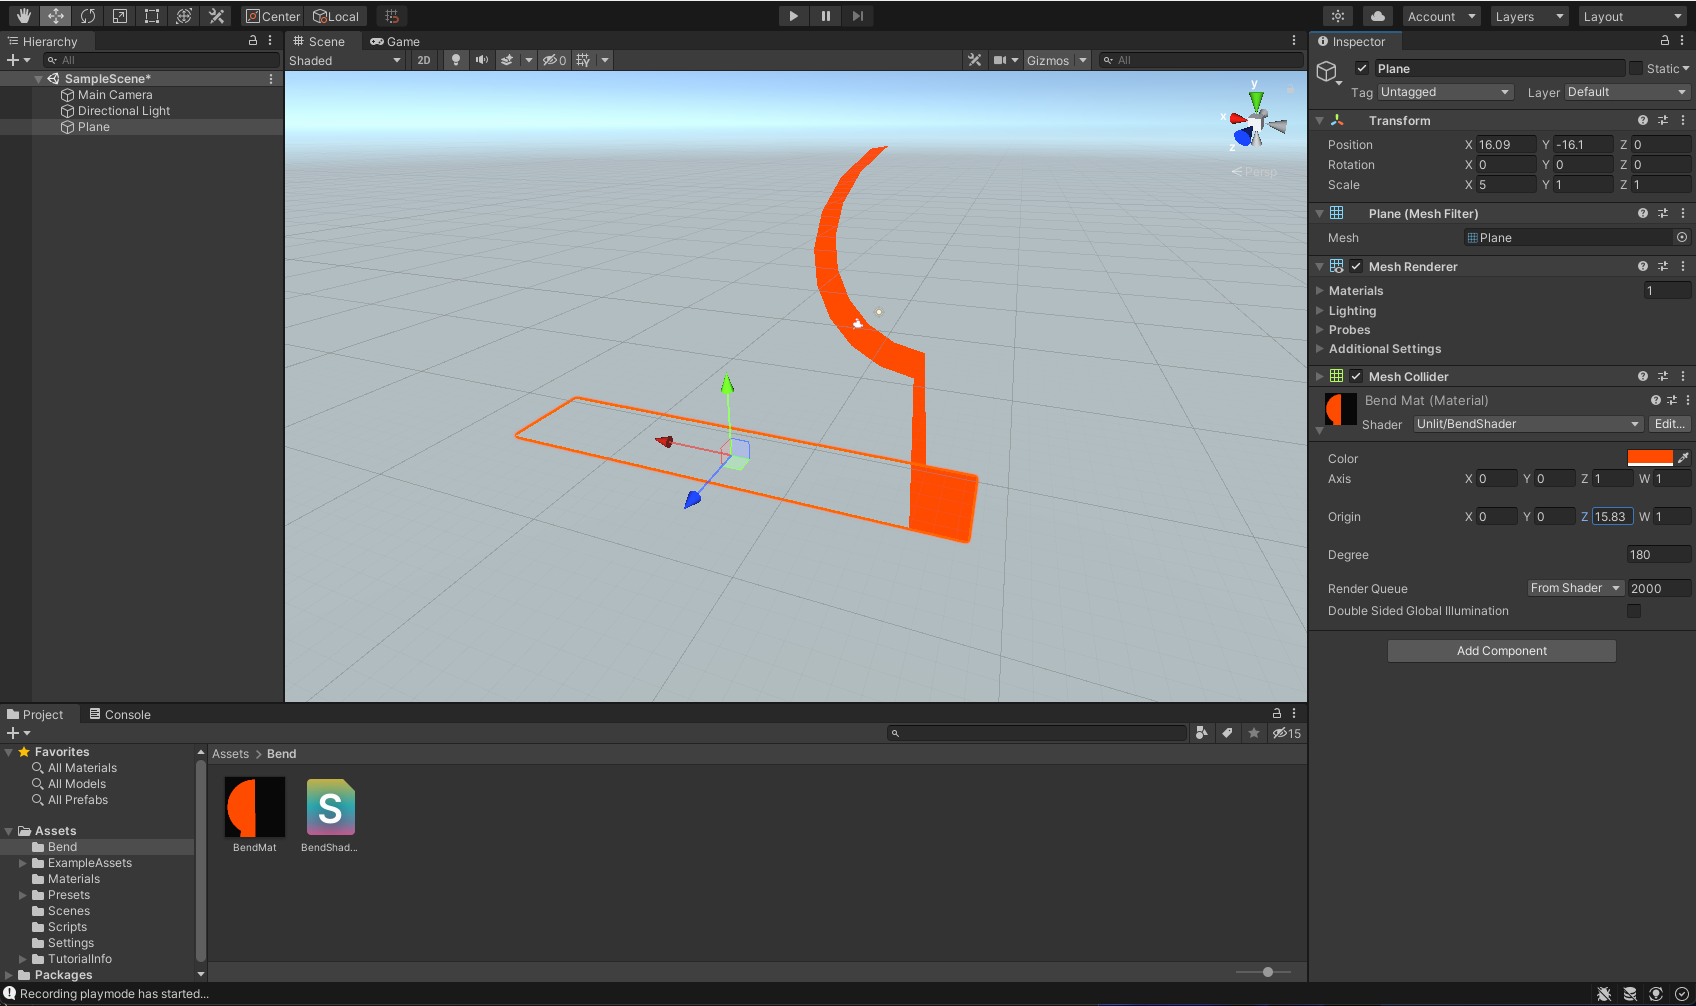 Center Local
Account Layers Layout
Hierarchy
All
SampleScene*
Main Camera
Directional Light
Plane
Scene Game
Shaded 2D 0 Gizmos All
y
x
z
Persp
Inspector
Plane Static
Tag Untagged Layer Default
Transform
Position X 16.09 Y -16.1 Z 0
Rotation X 0 Y 0 Z 0
Scale X 5 Y 1 Z 1
Plane (Mesh Filter)
Mesh Plane
Mesh Renderer
Materials 1
Lighting
Probes
Additional Settings
Mesh Collider
Bend Mat (Material)
Shader Unlit/BendShader Edit...
Color
Axis X 0 Y 0 Z 1 W 1
Origin X 0 Y 0 Z 15.83 W 1
Degree 180
Render Queue From Shader 2000
Double Sided Global Illumination
Add Component
Project Console
15
Favorites
All Materials
All Models
All Prefabs
Assets
Bend
ExampleAssets
Materials
Presets
Scenes
Scripts
Settings
TutorialInfo
Packages
Assets > Bend
S
BendMat BendShad...
Recording playmode has started...